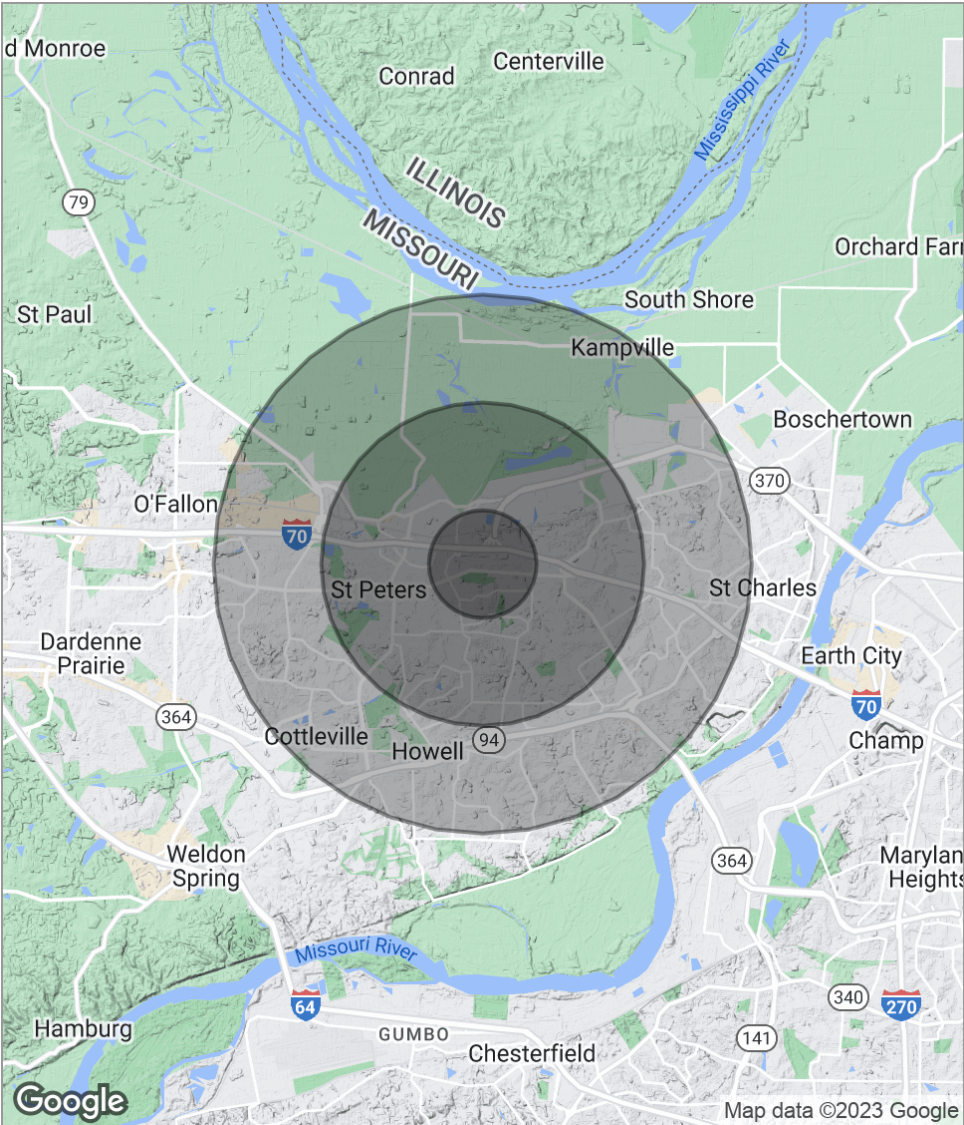 d Monroe
Conrad
Centerville
Mississippi River
ILLINOIS
MISSOURI
79
Orchard Farr
South Shore
St Paul
Kampville
Boschertown
370
O'Fallon
70
St Peters
St Charles
Dardenne
Prairie
Earth City
70
364
Cottleville
Howell
94
Champ
Weldon
Spring
364
Marylan
Heights
Missouri River
64
340
270
Hamburg
GUMBO
141
Chesterfield
Google
Map data ©2023 Google